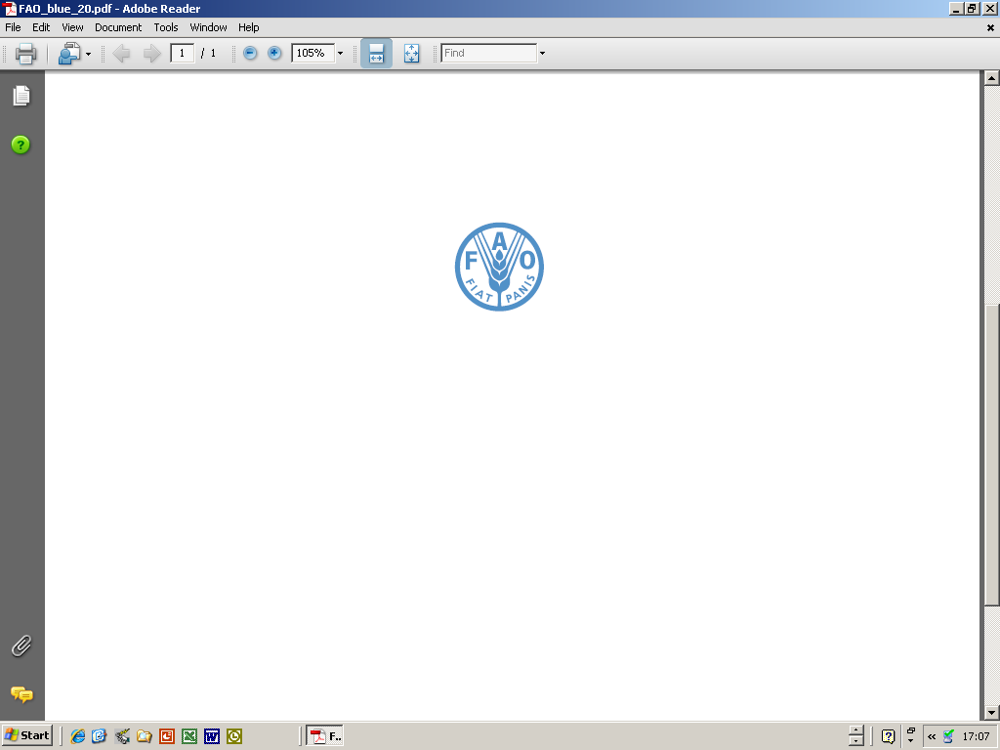 FAO_blue_20.pdf - Adobe Reader
File Edit View Document Tools Window Help
1 / 1 105% Find
F A O
FIAT PANIS
Start F.. 17:07